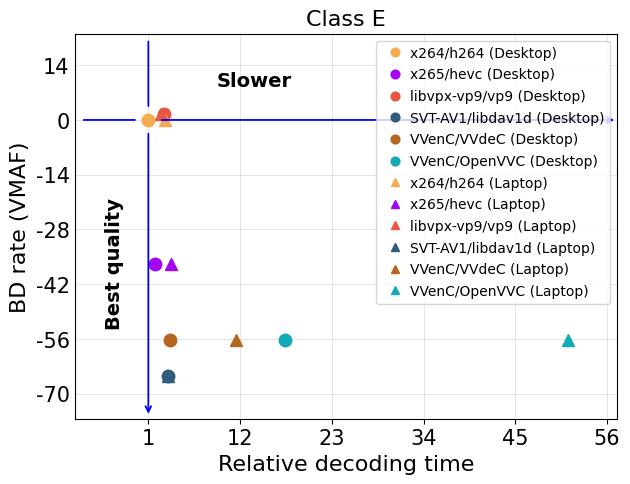 Class E
BD rate (VMAF)
14
0
-14
-28
-42
-56
-70
Slower
Best quality
x264/h264 (Desktop)
x265/hevc (Desktop)
libvpx-vp9/vp9 (Desktop)
SVT-AV1/libdav1d (Desktop)
VVenC/VVdeC (Desktop)
VVenC/OpenVVC (Desktop)
x264/h264 (Laptop)
x265/hevc (Laptop)
libvpx-vp9/vp9 (Laptop)
SVT-AV1/libdav1d (Laptop)
VVenC/VVdeC (Laptop)
VVenC/OpenVVC (Laptop)
1 12 23 34 45 56
Relative decoding time